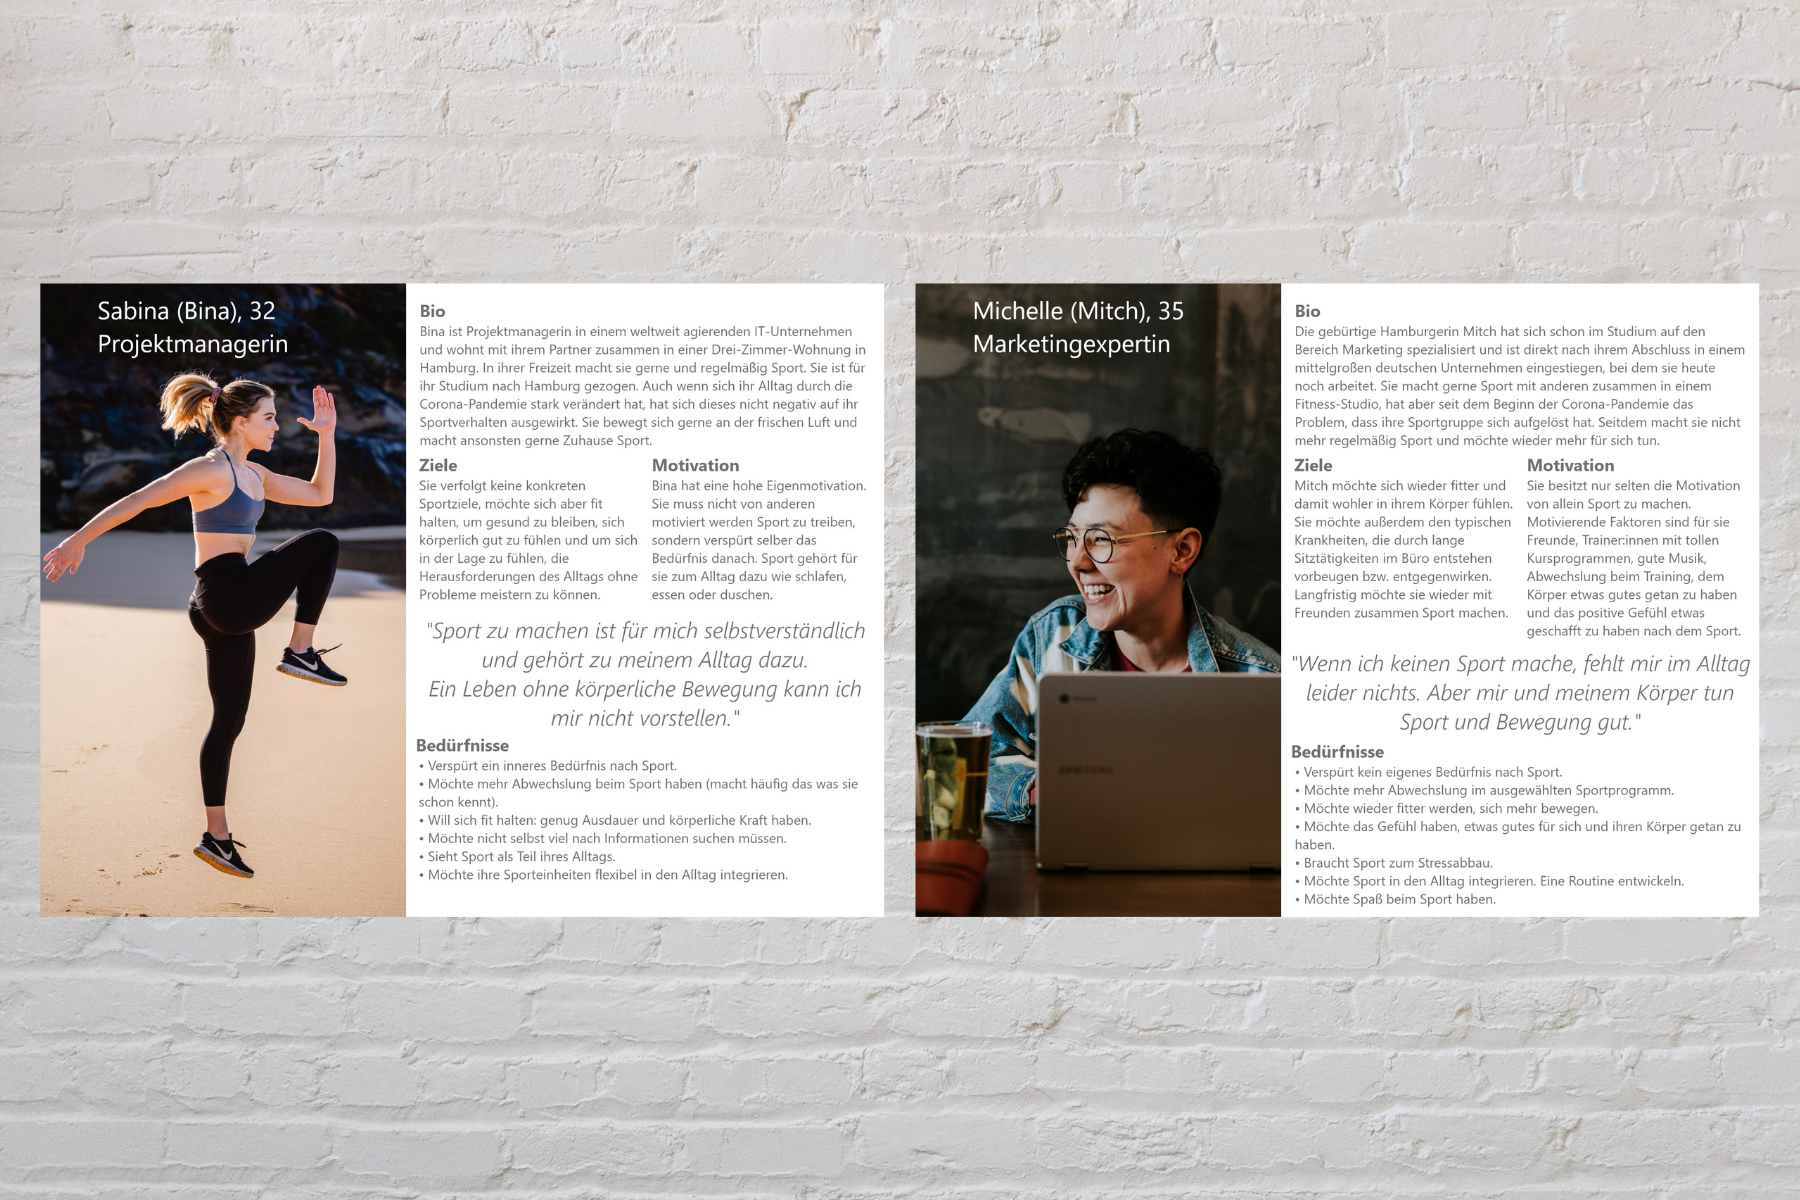 Sabina (Bina), 32
Projektmanagerin
Bio
Bina ist Projektmanagerin in einem weltweit agierenden IT-Unternehmen
und wohnt mit ihrem Partner zusammen in einer Drei-Zimmer-Wohnung in
Hamburg. In ihrer Freizeit macht sie gerne und regelmäßig Sport. Sie ist für
ihr Studium nach Hamburg gezogen. Auch wenn sich ihr Alltag durch die
Corona-Pandemie stark verändert hat, hat sich dieses nicht negativ auf ihr
Sportverhalten ausgewirkt. Sie bewegt sich gerne an der frischen Luft und
macht ansonsten gerne Zuhause Sport.
Ziele
Sie verfolgt keine konkreten
Sportziele, möchte sich aber fit
halten, um gesund zu bleiben, sich
körperlich gut zu fühlen und um sich
in der Lage zu fühlen, die
Herausforderungen des Alltags ohne
Probleme meistern zu können.
Motivation
Bina hat eine hohe Eigenmotivation.
Sie muss nicht von anderen
motiviert werden Sport zu treiben,
sondern verspürt selber das
Bedürfnis danach. Sport gehört für
sie zum Alltag dazu wie schlafen,
essen oder duschen.
"Sport zu machen ist für mich selbstverständlich
und gehört zu meinem Alltag dazu.
Ein Leben ohne körperliche Bewegung kann ich
mir nicht vorstellen."
Bedürfnisse
• Verspürt ein inneres Bedürfnis nach Sport.
• Möchte mehr Abwechslung beim Sport haben (macht häufig das was sie
schon kennt).
• Will sich fit halten: genug Ausdauer und körperliche Kraft haben.
• Möchte nicht selbst viel nach Informationen suchen müssen.
• Sieht Sport als Teil ihres Alltags.
• Möchte ihre Sporteinheiten flexibel in den Alltag integrieren.
Michelle (Mitch), 35
Marketingexpertin
SAMSUNG
Bio
Die gebürtige Hamburgerin Mitch hat sich schon im Studium auf den
Bereich Marketing spezialisiert und ist direkt nach ihrem Abschluss in einem
mittelgroßen deutschen Unternehmen eingestiegen, bei dem sie heute
noch arbeitet. Sie macht gerne Sport mit anderen zusammen in einem
Fitness-Studio, hat aber seit dem Beginn der Corona-Pandemie das
Problem, dass ihre Sportgruppe sich aufgelöst hat. Seitdem macht sie nicht
mehr regelmäßig Sport und möchte wieder mehr für sich tun.
Ziele
Mitch möchte sich wieder fitter und
damit wohler in ihrem Körper fühlen.
Sie möchte außerdem den typischen
Krankheiten, die durch lange
Sitztätigkeiten im Büro entstehen
vorbeugen bzw. entgegenwirken.
Langfristig möchte sie wieder mit
Freunden zusammen Sport machen.
Motivation
Sie besitzt nur selten die Motivation
von allein Sport zu machen.
Motivierende Faktoren sind für sie
Freunde, Trainer:innen mit tollen
Kursprogrammen, gute Musik,
Abwechslung beim Training, dem
Körper etwas gutes getan zu haben
und das positive Gefühl etwas
geschafft zu haben nach dem Sport.
"Wenn ich keinen Sport mache, fehlt mir im Alltag
leider nichts. Aber mir und meinem Körper tun
Sport und Bewegung gut."
Bedürfnisse
• Verspürt kein eigenes Bedürfnis nach Sport.
• Möchte mehr Abwechslung im ausgewählten Sportprogramm.
• Möchte wieder fitter werden, sich mehr bewegen.
• Möchte das Gefühl haben, etwas gutes für sich und ihren Körper getan zu
haben.
• Braucht Sport zum Stressabbau.
• Möchte Sport in den Alltag integrieren. Eine Routine entwickeln.
• Möchte Spaß beim Sport haben.